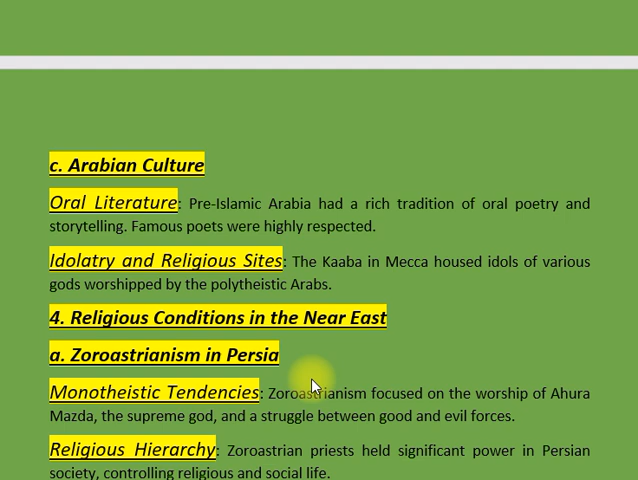 c. Arabian Culture
Oral Literature: Pre-Islamic Arabia had a rich tradition of oral poetry and
storytelling. Famous poets were highly respected.
Idolatry and Religious Sites: The Kaaba in Mecca housed idols of various
gods worshipped by the polytheistic Arabs.
4. Religious Conditions in the Near East
a. Zoroastrianism in Persia
Monotheistic Tendencies: Zoroastrianism focused on the worship of Ahura
Mazda, the supreme god, and a struggle between good and evil forces.
Religious Hierarchy: Zoroastrian priests held significant power in Persian
society, controlling religious and social life.